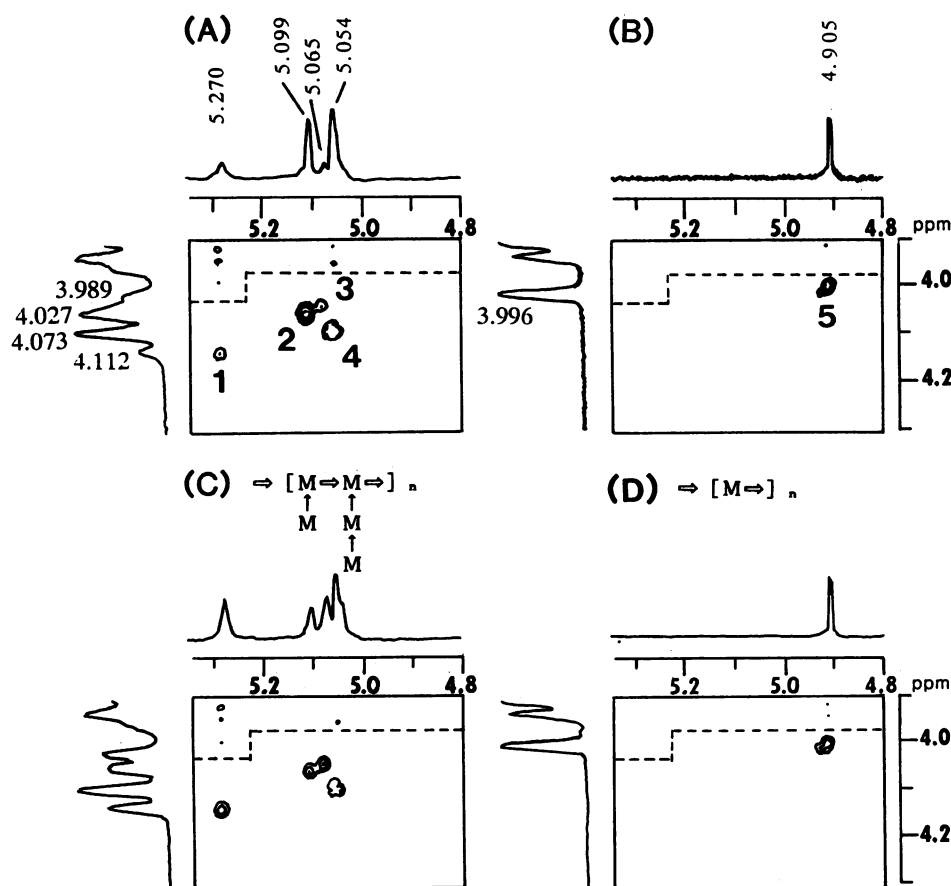 (A)
5.270
5.099
5.065
5.054
5.2 5.0 4.8
3.989
4.027
4.073
4.112
1
2
3
4
(B)
4.905
5.2 5.0 4.8 ppm
3.996
5
4.0
4.2
(C) ⇒ [M⇒M⇒] n
↑ ↑
M M
↑
M
5.2 5.0 4.8
(D) ⇒ [M⇒] n
5.2 5.0 4.8 ppm
4.0
4.2